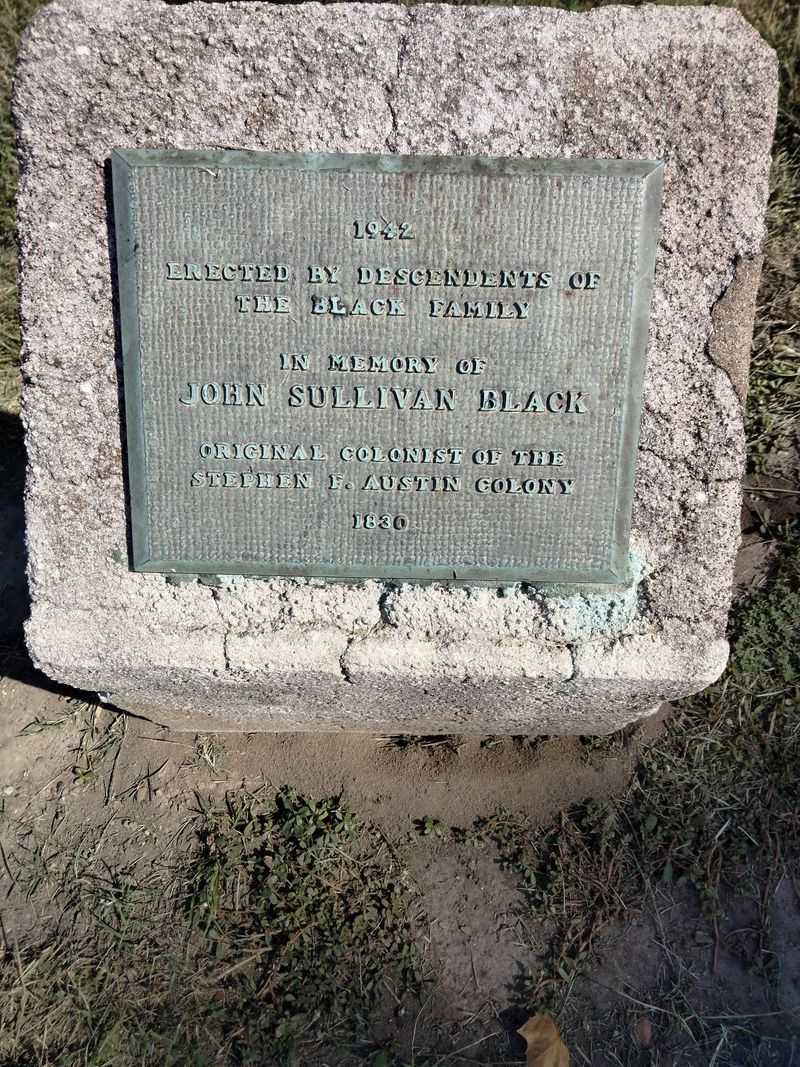 1942
ERECTED BY DESCENDENTS OF
THE BLACK FAMILY
IN MEMORY OF
JOHN SULLIVAN BLACK
ORIGINAL COLONIST OF THE
STEPHEN F. AUSTIN COLONY
1830